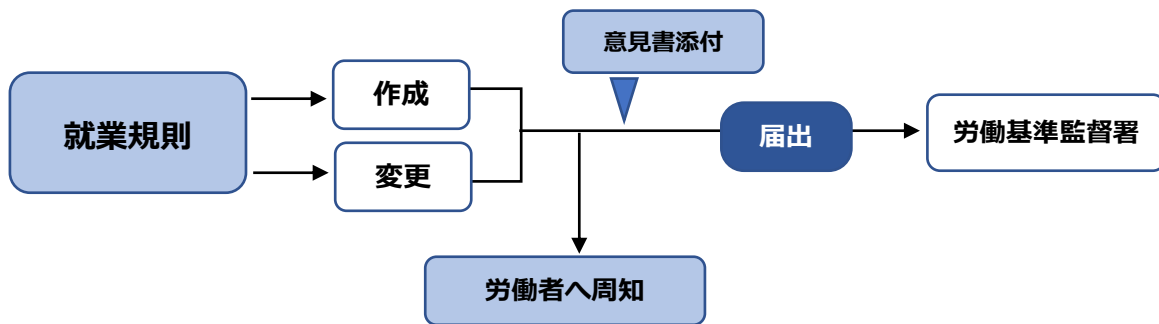 意見書添付
就業規則
作成
変更
届出
労働基準監督署
労働者へ周知